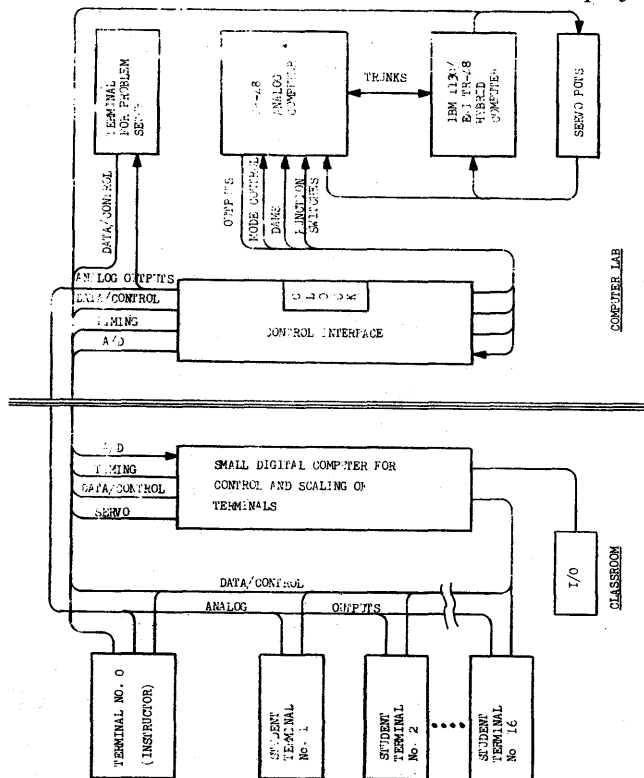 TERMINAL
FOR PROBLEM
ANALOG
COMPUTER
TRUNKS
IBM 1130/
EAI TR-48
HYBRID
COMPUTER
SERVO POTS
DATA/CONTROL
OUTPUTS
MODE CONTROL
DAMS
FUNCTION
SWITCHES
ANALOG OUTPUTS
DATA/CONTROL
TIMING
A/D
CLOCK
CONTROL INTERFACE
COMPUTER LAB
A/D
TIMING
DATA/CONTROL
SERVO
SMALL DIGITAL COMPUTER FOR
CONTROL AND SCALING OF
TERMINALS
DATA/CONTROL
ANALOG OUTPUTS
I/O
CLASSROOM
TERMINAL NO. 0
(INSTRUCTOR)
STUDENT
TERMINAL
No. 1
STUDENT
TERMINAL
No. 2
STUDENT
TERMINAL
No 16